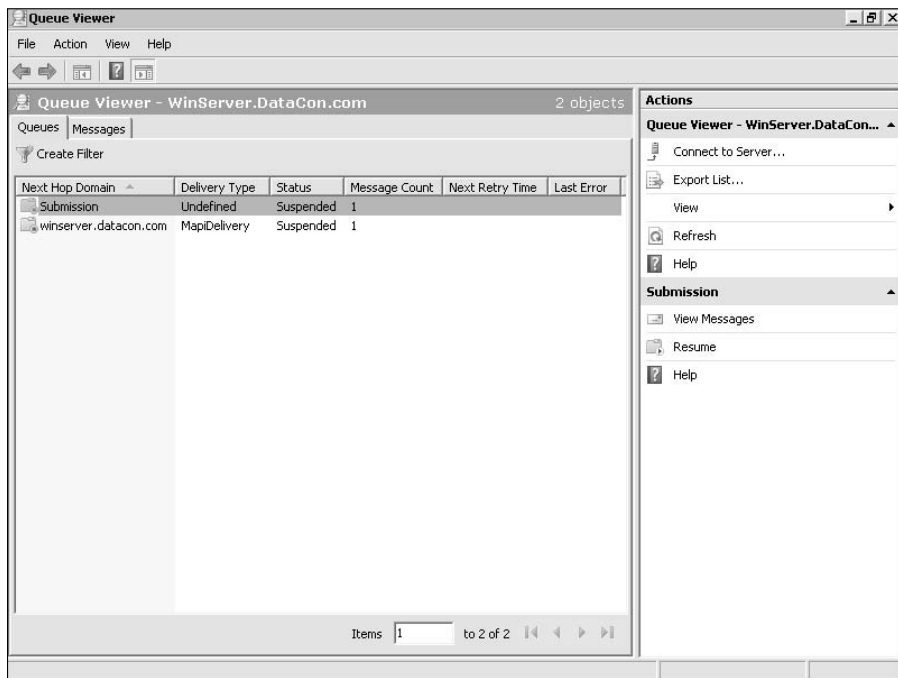 Queue Viewer
File Action View Help
Queue Viewer - WinServer.DataCon.com 2 objects
Queues Messages
Create Filter
Next Hop Domain Delivery Type Status Message Count Next Retry Time Last Error
Submission Undefined Suspended 1
winserver.datacon.com MapiDelivery Suspended 1
Items 1 to 2 of 2
Actions
Queue Viewer - WinServer.DataCon...
Connect to Server...
Export List...
View
Refresh
Help
Submission
View Messages
Resume
Help